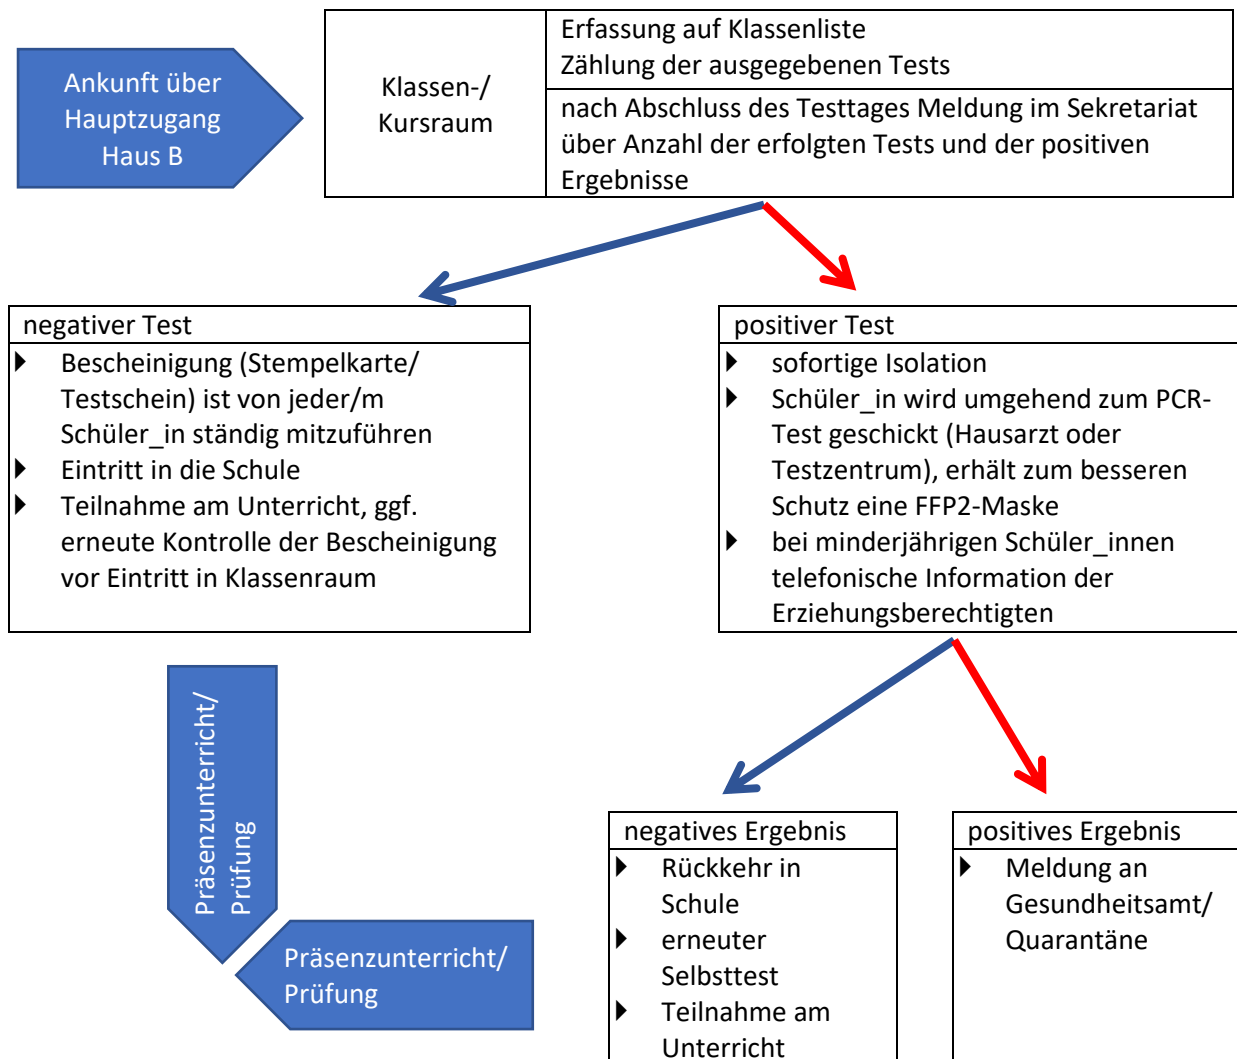 Ankunft über
Hauptzugang
Haus B
Klassen-/
Kursraum
Erfassung auf Klassenliste
Zählung der ausgegebenen Tests
nach Abschluss des Testtages Meldung im Sekretariat
über Anzahl der erfolgten Tests und der positiven
Ergebnisse
negativer Test
Bescheinigung (Stempelkarte/
Testschein) ist von jeder/m
Schüler_in ständig mitzuführen
Eintritt in die Schule
Teilnahme am Unterricht, ggf.
erneute Kontrolle der Bescheinigung
vor Eintritt in Klassenraum
positiver Test
sofortige Isolation
Schüler_in wird umgehend zum PCR-
Test geschickt (Hausarzt oder
Testzentrum), erhält zum besseren
Schutz eine FFP2-Maske
bei minderjährigen Schüler_innen
telefonische Information der
Erziehungsberechtigten
Präsenzunterricht/
Prüfung
Präsenzunterricht/
Prüfung
negatives Ergebnis
Rückkehr in
Schule
erneuter
Selbsttest
Teilnahme am
Unterricht
positives Ergebnis
Meldung an
Gesundheitsamt/
Quarantäne